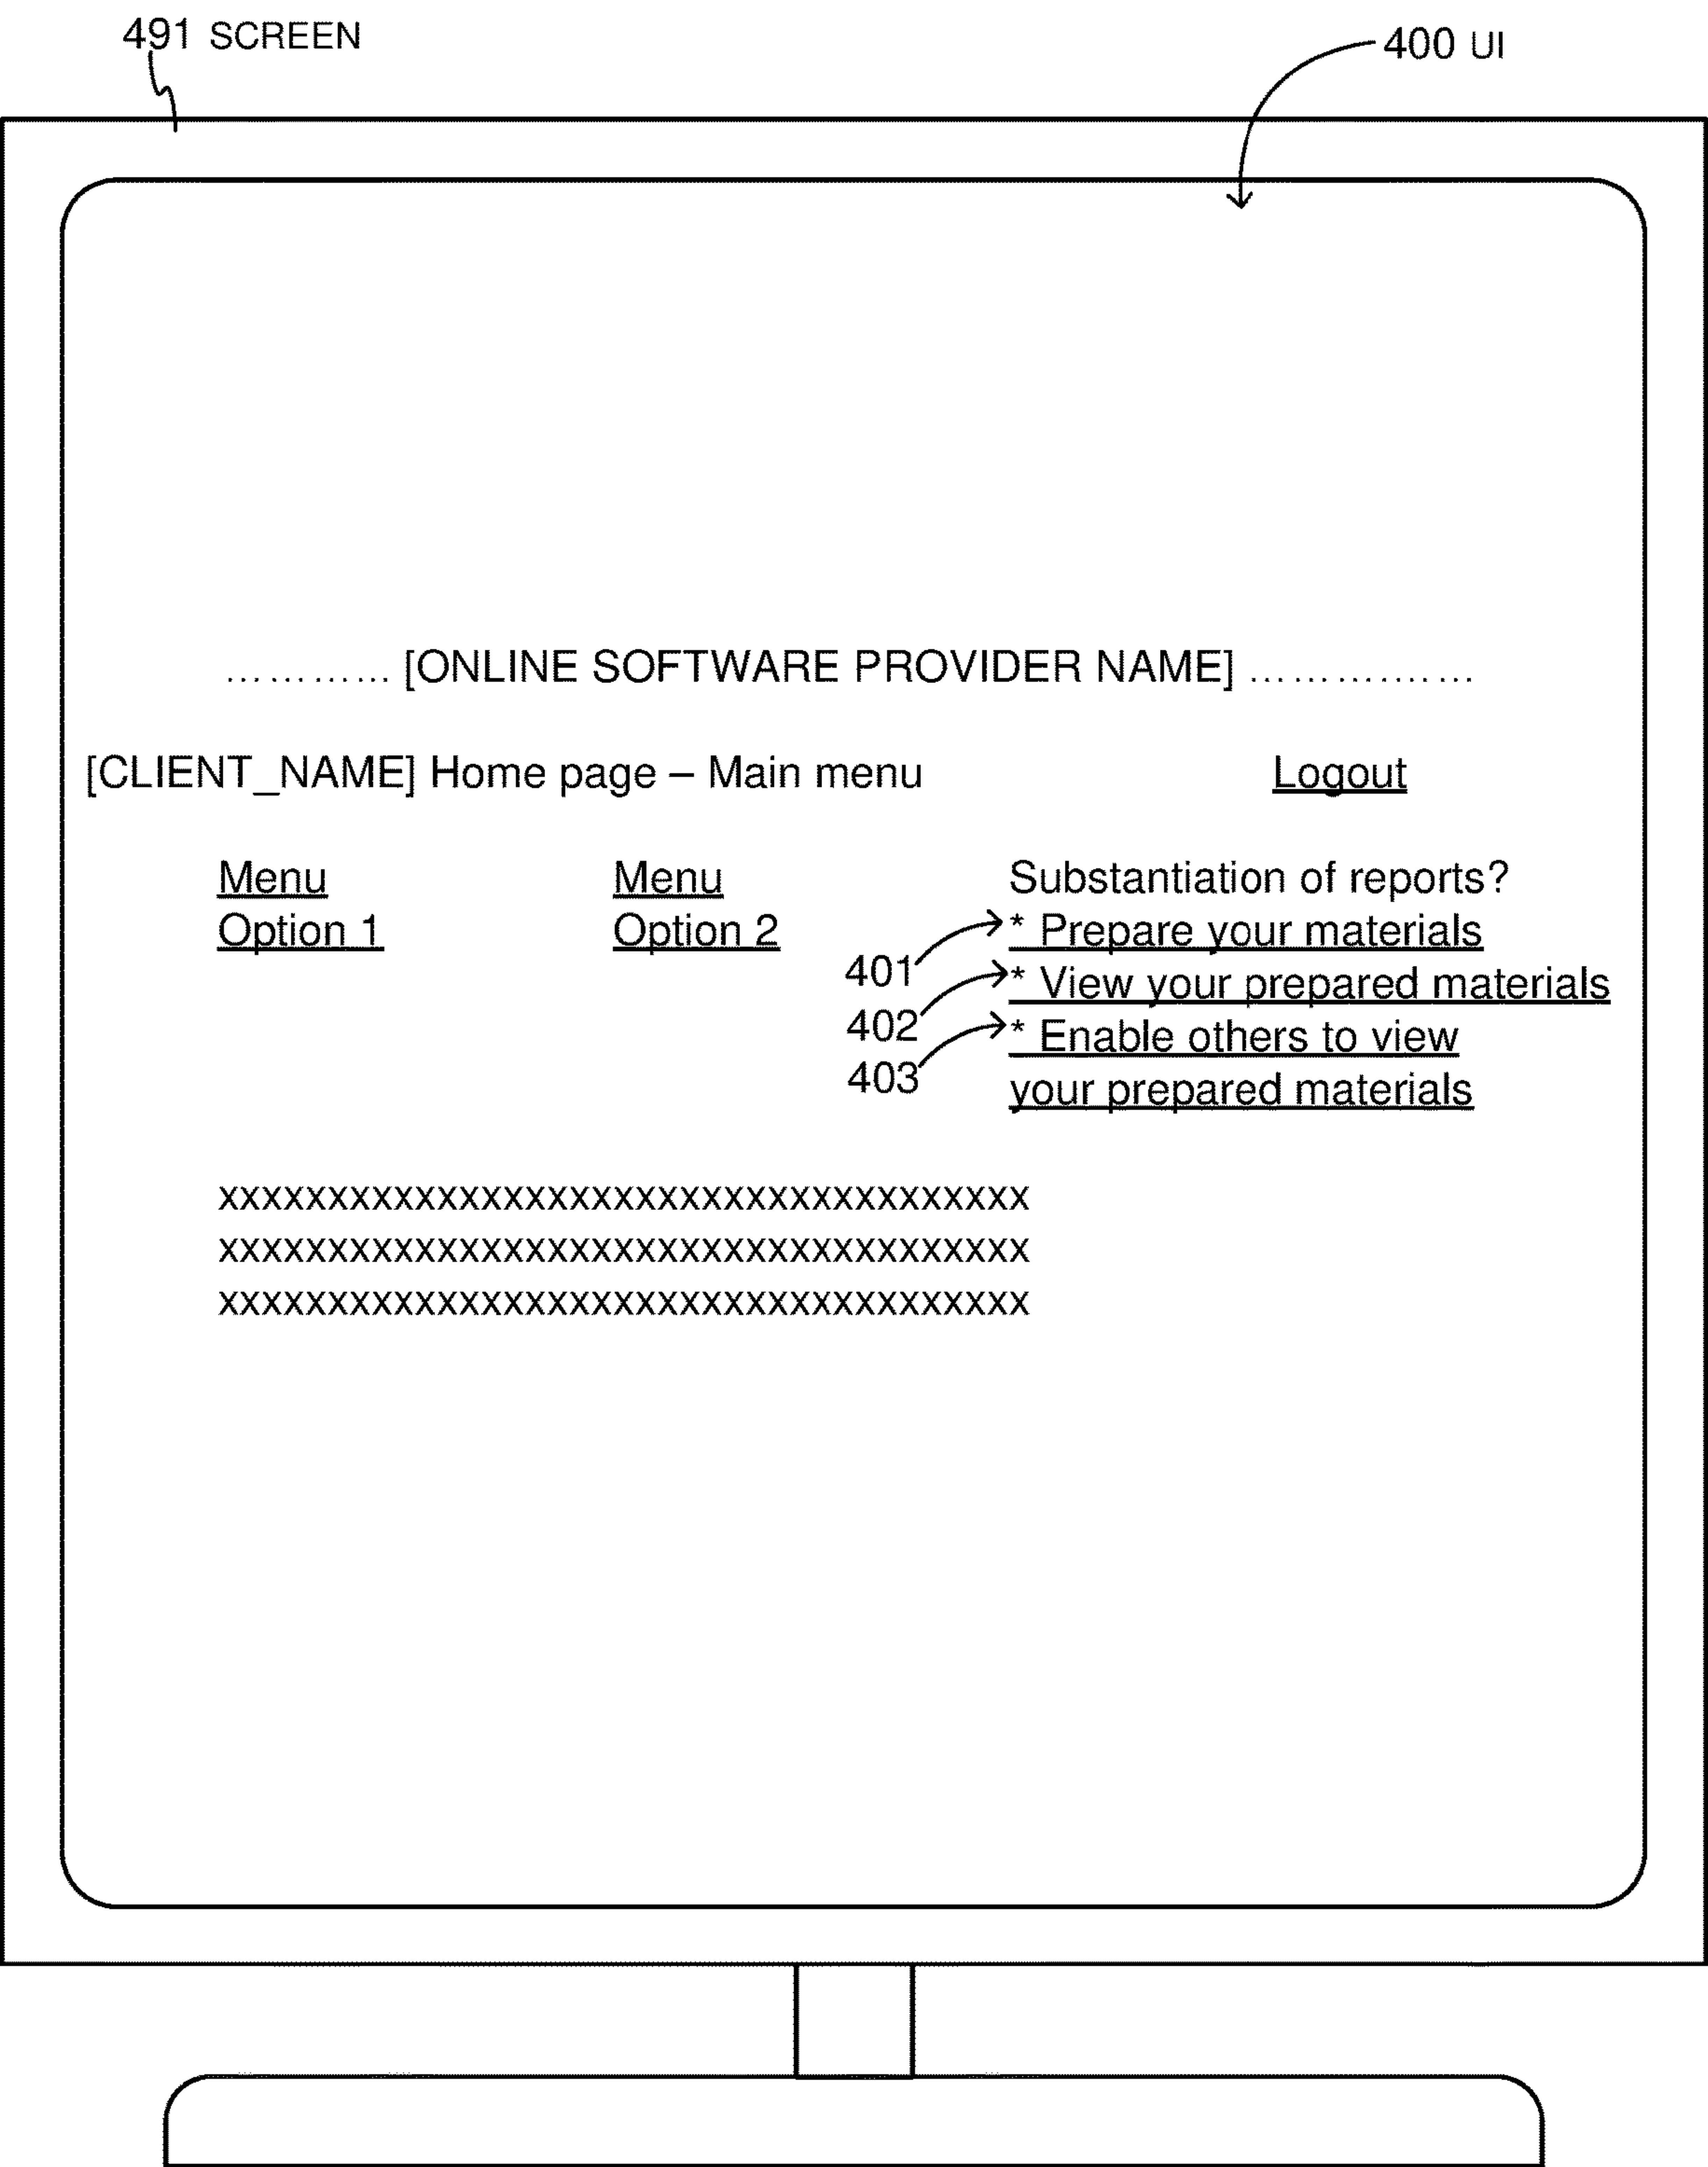 491 SCREEN
400 UI
………… [ONLINE SOFTWARE PROVIDER NAME] ………………
[CLIENT_NAME] Home page – Main menu Logout
Menu Menu Substantiation of reports?
Option 1 Option 2 * Prepare your materials
401 * View your prepared materials
402 * Enable others to view
403 your prepared materials
xxxxxxxxxxxxxxxxxxxxxxxxxxxxxxxxxxxxx
xxxxxxxxxxxxxxxxxxxxxxxxxxxxxxxxxxxxx
xxxxxxxxxxxxxxxxxxxxxxxxxxxxxxxxxxxxx